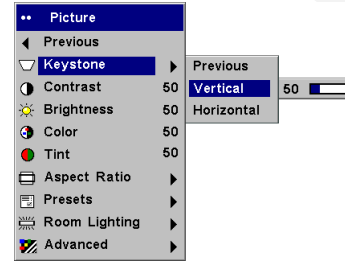 Picture
Previous
Keystone
Contrast 50
Brightness 50
Color 50
Tint 50
Aspect Ratio
Presets
Room Lighting
Advanced
Previous
Vertical 50
Horizontal